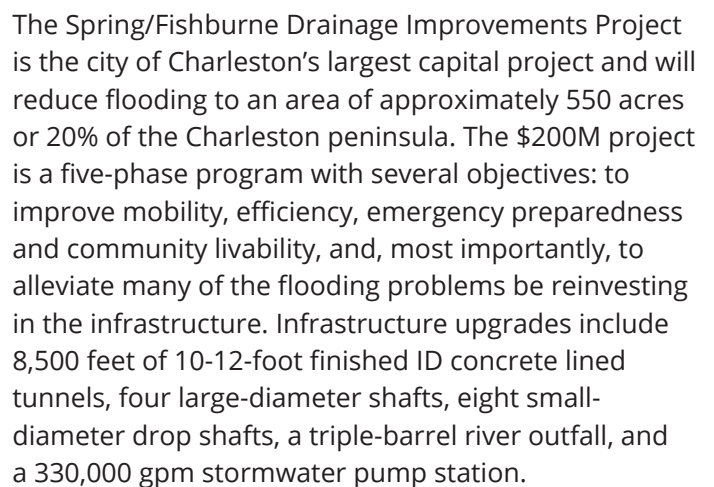 The Spring/Fishburne Drainage Improvements Project
is the city of Charleston’s largest capital project and will
reduce flooding to an area of approximately 550 acres
or 20% of the Charleston peninsula. The $200M project
is a five-phase program with several objectives: to
improve mobility, efficiency, emergency preparedness
and community livability, and, most importantly, to
alleviate many of the flooding problems be reinvesting
in the infrastructure. Infrastructure upgrades include
8,500 feet of 10-12-foot finished ID concrete lined
tunnels, four large-diameter shafts, eight small-
diameter drop shafts, a triple-barrel river outfall, and
a 330,000 gpm stormwater pump station.